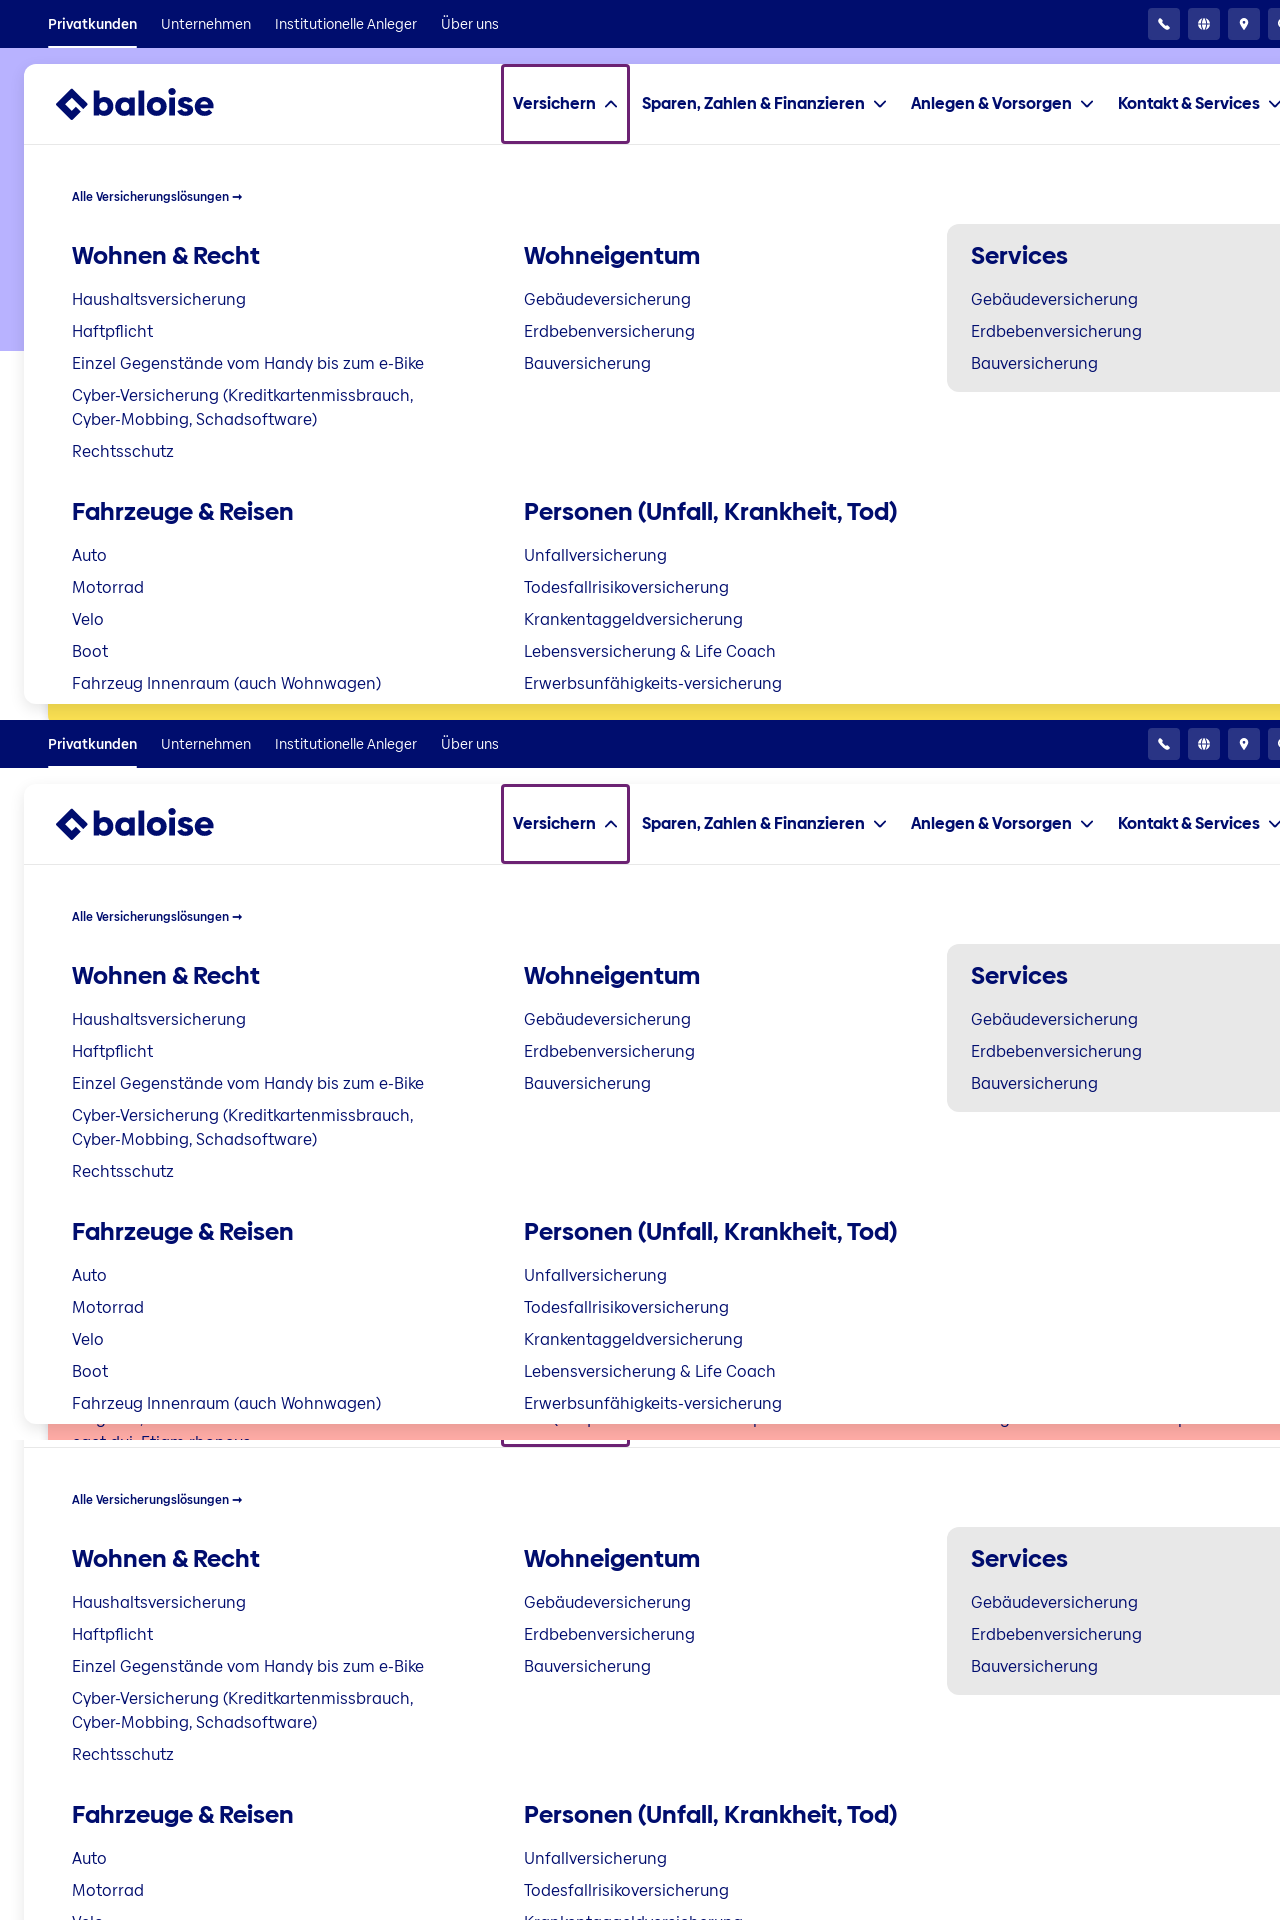 Privatkunden Unternehmen Institutionelle Anleger Über uns
baloise Versichern Sparen, Zahlen & Finanzieren Anlegen & Vorsorgen Kontakt & Services
Alle Versicherungslösungen ➞
Wohnen & Recht
Haushaltsversicherung
Haftpflicht
Einzel Gegenstände vom Handy bis zum e-Bike
Cyber-Versicherung (Kreditkartenmissbrauch,
Cyber-Mobbing, Schadsoftware)
Rechtsschutz
Wohneigentum
Gebäudeversicherung
Erdbebenversicherung
Bauversicherung
Services
Gebäudeversicherung
Erdbebenversicherung
Bauversicherung
Fahrzeuge & Reisen
Auto
Motorrad
Velo
Boot
Fahrzeug Innenraum (auch Wohnwagen)
Personen (Unfall, Krankheit, Tod)
Unfallversicherung
Todesfallrisikoversicherung
Krankentaggeldversicherung
Lebensversicherung & Life Coach
Erwerbsunfähigkeits-versicherung
Privatkunden Unternehmen Institutionelle Anleger Über uns
baloise Versichern Sparen, Zahlen & Finanzieren Anlegen & Vorsorgen Kontakt & Services
Alle Versicherungslösungen ➞
Wohnen & Recht
Haushaltsversicherung
Haftpflicht
Einzel Gegenstände vom Handy bis zum e-Bike
Cyber-Versicherung (Kreditkartenmissbrauch,
Cyber-Mobbing, Schadsoftware)
Rechtsschutz
Wohneigentum
Gebäudeversicherung
Erdbebenversicherung
Bauversicherung
Services
Gebäudeversicherung
Erdbebenversicherung
Bauversicherung
Fahrzeuge & Reisen
Auto
Motorrad
Velo
Boot
Fahrzeug Innenraum (auch Wohnwagen)
Personen (Unfall, Krankheit, Tod)
Unfallversicherung
Todesfallrisikoversicherung
Krankentaggeldversicherung
Lebensversicherung & Life Coach
Erwerbsunfähigkeits-versicherung
Alle Versicherungslösungen ➞
Wohnen & Recht
Haushaltsversicherung
Haftpflicht
Einzel Gegenstände vom Handy bis zum e-Bike
Cyber-Versicherung (Kreditkartenmissbrauch,
Cyber-Mobbing, Schadsoftware)
Rechtsschutz
Wohneigentum
Gebäudeversicherung
Erdbebenversicherung
Bauversicherung
Services
Gebäudeversicherung
Erdbebenversicherung
Bauversicherung
Fahrzeuge & Reisen
Auto
Motorrad
Velo
Personen (Unfall, Krankheit, Tod)
Unfallversicherung
Todesfallrisikoversicherung
Krankentaggeldversicherung